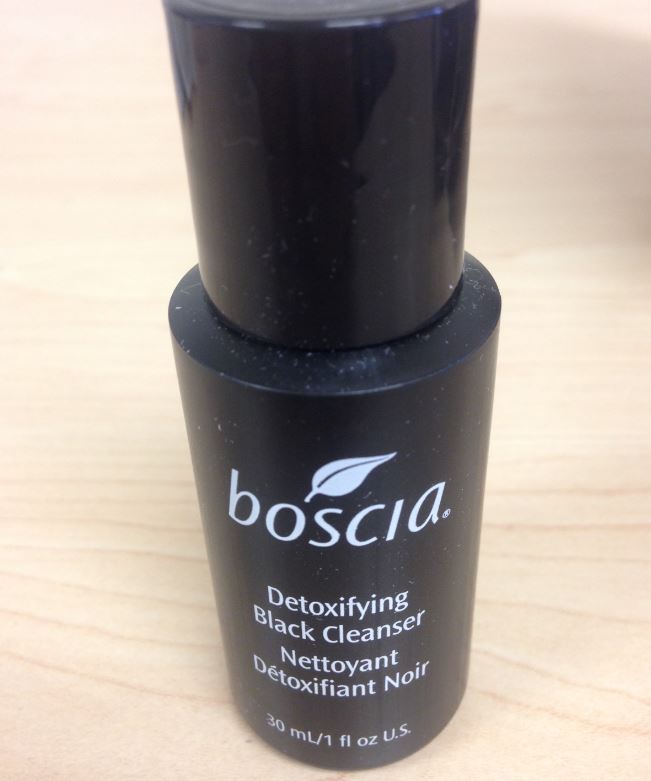 boscia®
Detoxifying
Black Cleanser
Nettoyant
Détoxifiant Noir
30 mL/1 fl oz U.S.